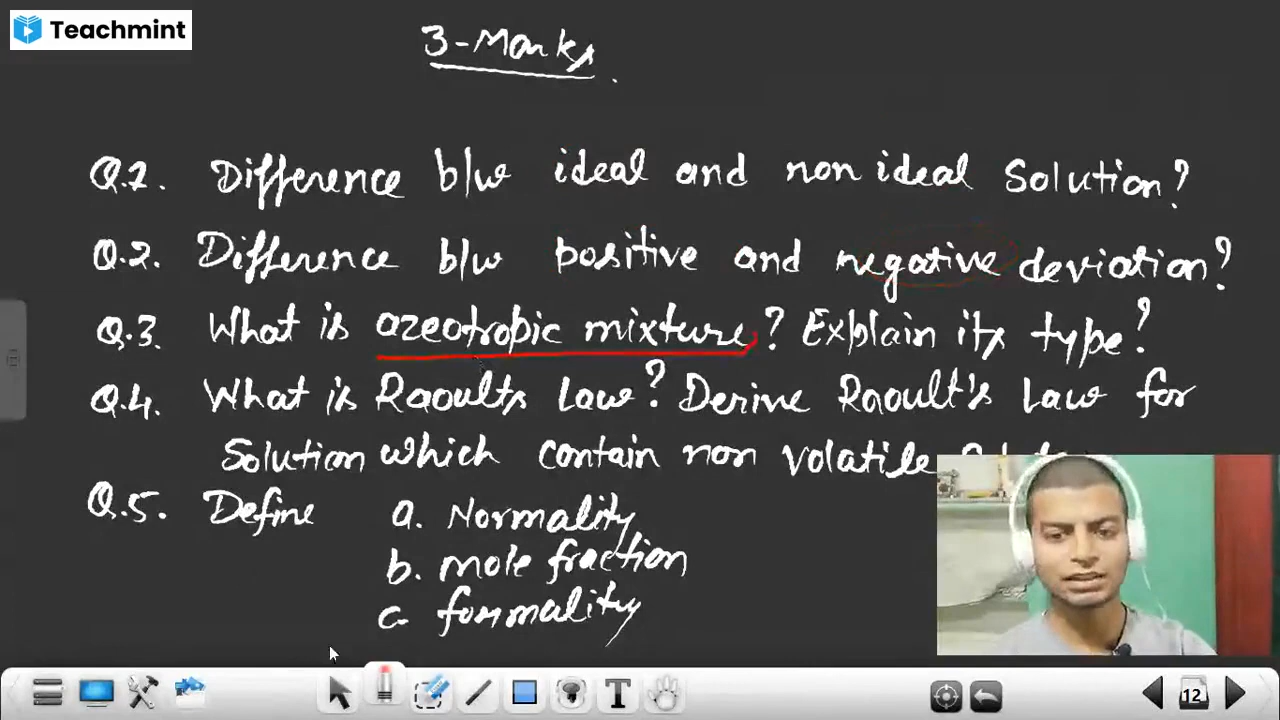 Teachmint
3-Marks
Q.1. Difference b/w ideal and non ideal Solution?
Q.2. Difference b/w positive and negative deviation?
Q.3. What is azeotropic mixture? Explain its type?
Q.4. What is Raoults Law? Derive Raoult's Law for
Solution which contain non volatile
Q.5. Define a. Normality
b. mole fraction
c. formality
12